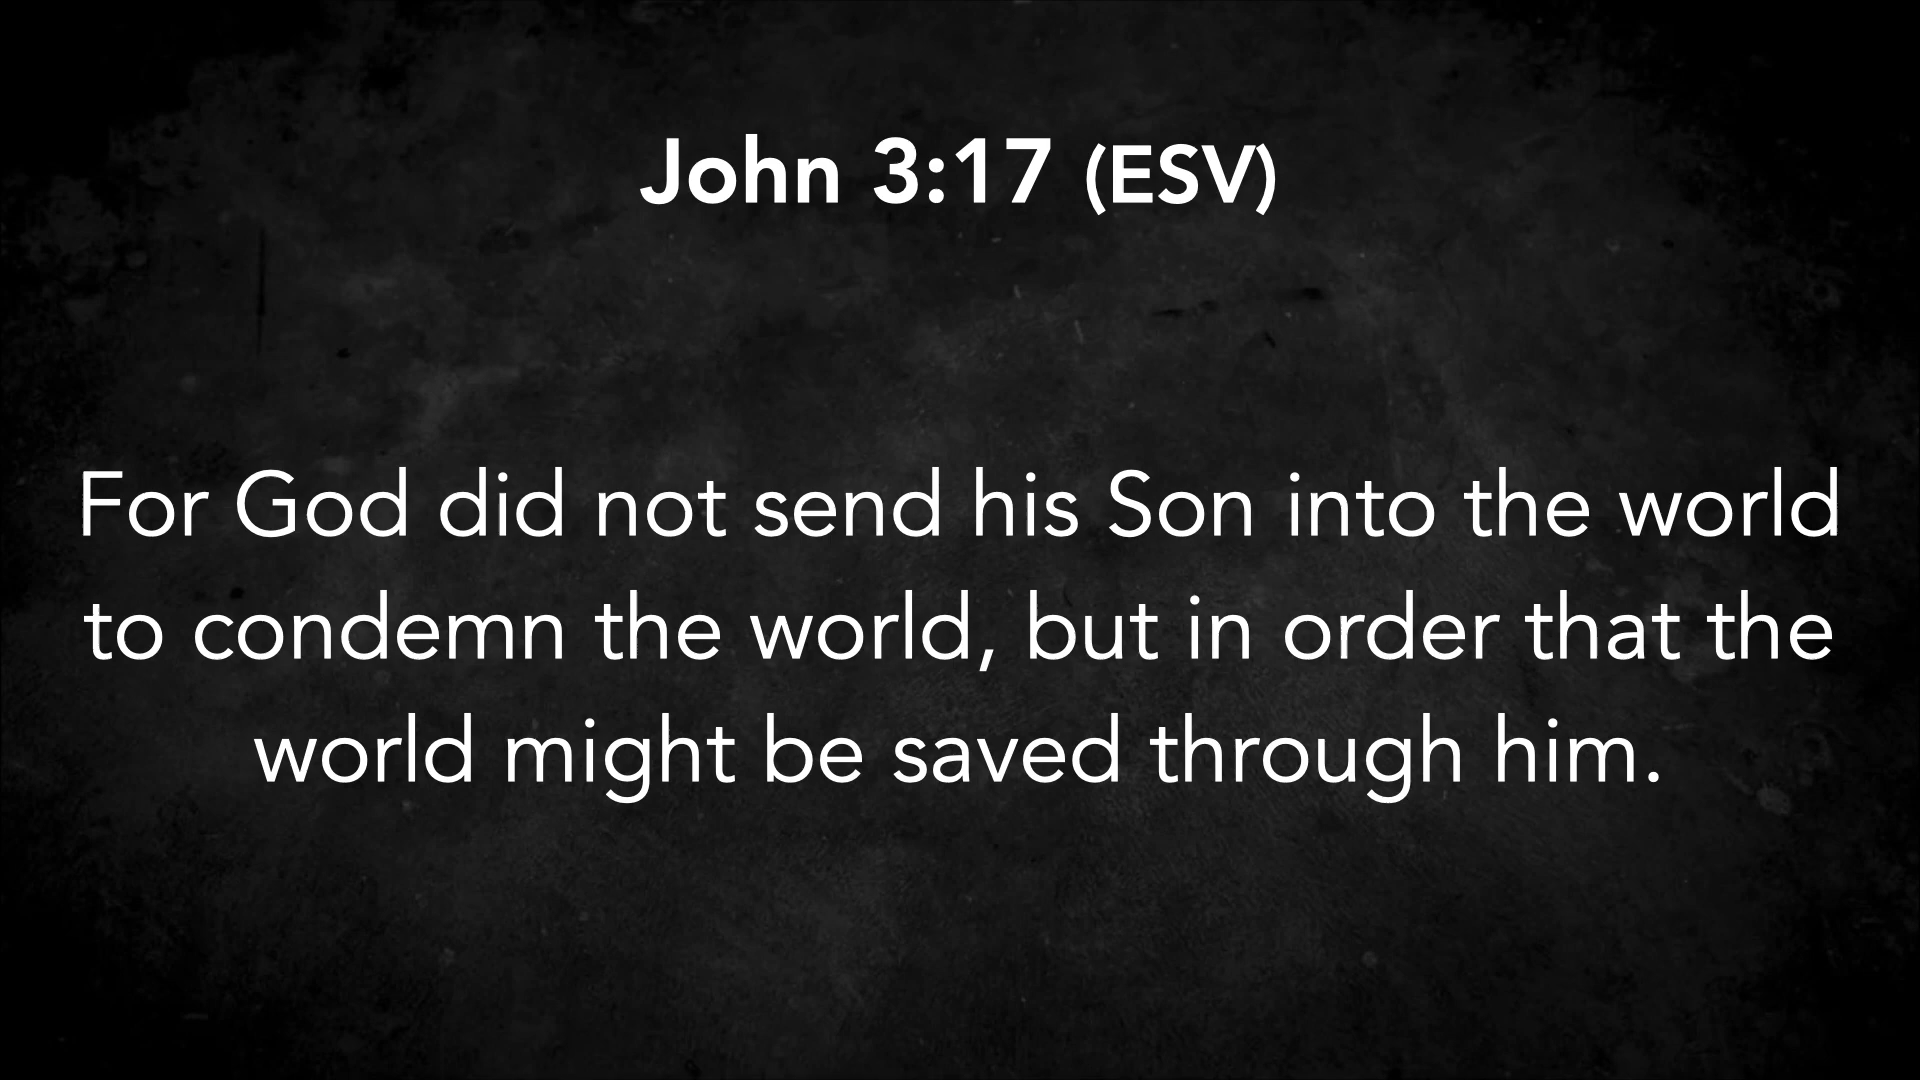 John 3:17 (ESV)
For God did not send his Son into the world
to condemn the world, but in order that the
world might be saved through him.